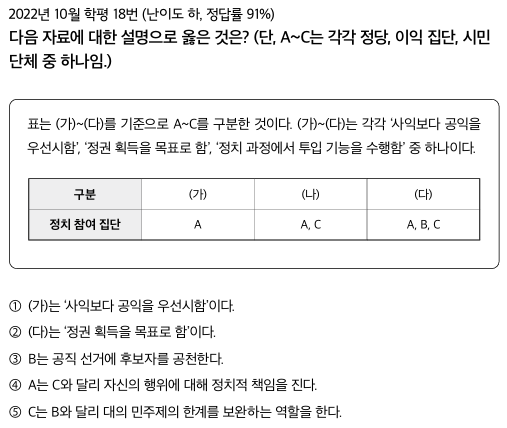 2022년 10월 학평 18번 (난이도 하, 정답률 91%)
다음 자료에 대한 설명으로 옳은 것은? (단, A~C는 각각 정당, 이익 집단, 시민
단체 중 하나임.)
표는 (가)~(다)를 기준으로 A~C를 구분한 것이다. (가)~(다)는 각각 ‘사익보다 공익을
우선시함’, ‘정권 획득을 목표로 함’, ‘정치 과정에서 투입 기능을 수행함’ 중 하나이다.
구분 (가) (나) (다)
정치 참여 집단 A A, C A, B, C
① (가)는 ‘사익보다 공익을 우선시함’이다.
② (다)는 ‘정권 획득을 목표로 함’이다.
③ B는 공직 선거에 후보자를 공천한다.
④ A는 C와 달리 자신의 행위에 대해 정치적 책임을 진다.
⑤ C는 B와 달리 대의 민주제의 한계를 보완하는 역할을 한다.